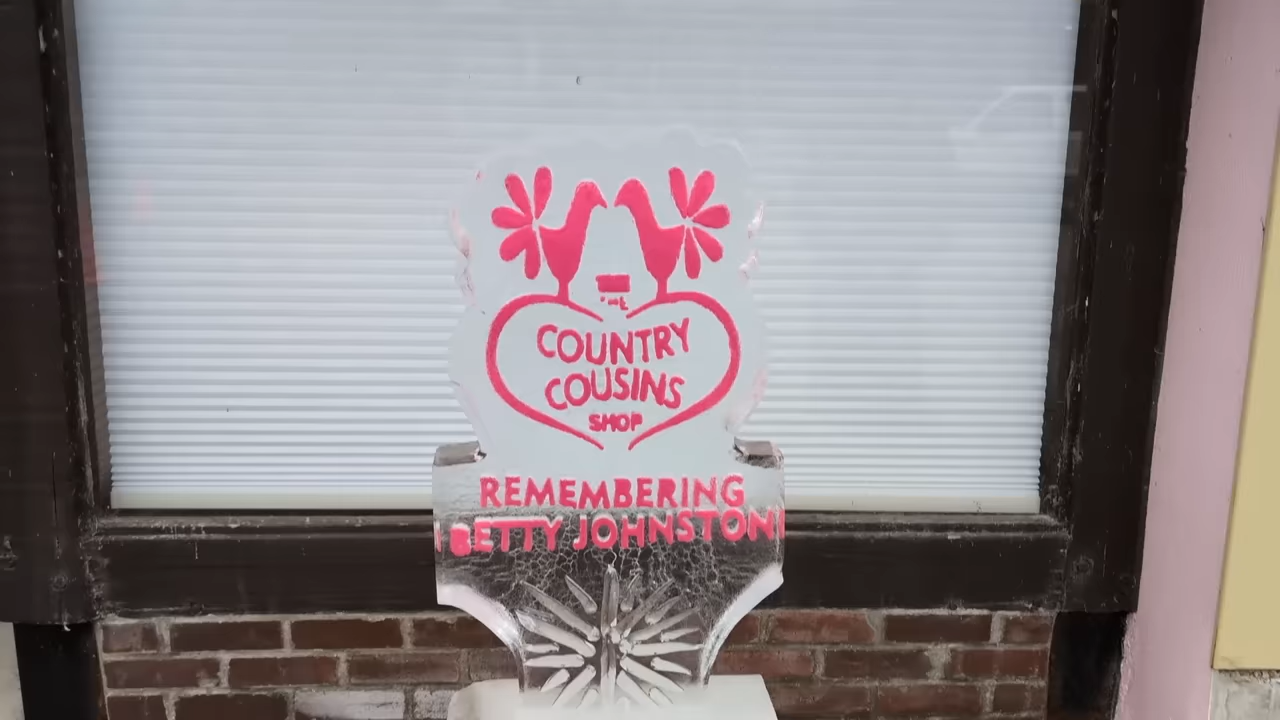 COUNTRY
COUSINS
SHOP
REMEMBERING
BETTY JOHNSTON